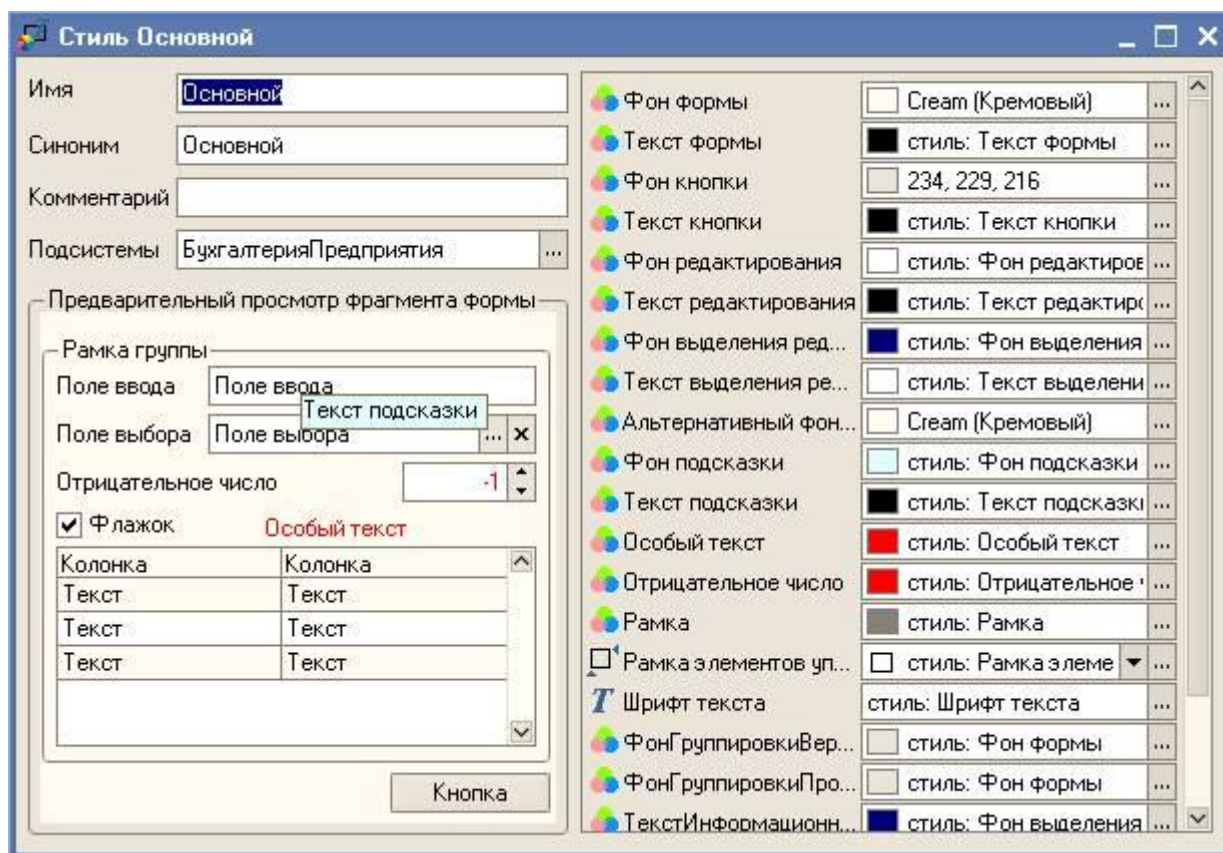 Стиль Основной
Имя
Основной
Синоним
Основной
Комментарий
Подсистемы
БухгалтерияПредприятия
...
Предварительный просмотр фрагмента формы
Рамка группы
Поле ввода
Поле ввода
Текст подсказки
Поле выбора
Поле выбора
...
Отрицательное число
-1
Флажок
Особый текст
Колонка Колонка
Текст Текст
Текст Текст
Текст Текст
Кнопка
Фон формы Cream (Кремовый) ...
Текст формы стиль: Текст формы ...
Фон кнопки 234, 229, 216 ...
Текст кнопки стиль: Текст кнопки ...
Фон редактирования стиль: Фон редактиров ...
Текст редактирования стиль: Текст редактирс ...
Фон выделения ред... стиль: Фон выделения ...
Текст выделения ре... стиль: Текст выделени ...
Альтернативный фон... Cream (Кремовый) ...
Фон подсказки стиль: Фон подсказки ...
Текст подсказки стиль: Текст подсказкı ...
Особый текст стиль: Особый текст ...
Отрицательное число стиль: Отрицательное ...
Рамка стиль: Рамка ...
Рамка элементов уп... стиль: Рамка элеме ...
Шрифт текста стиль: Шрифт текста ...
ФонГруппировкиВер... стиль: Фон формы ...
ФонГруппировкиПро... стиль: Фон формы ...
ТекстИнформационн... стиль: Фон выделения ...